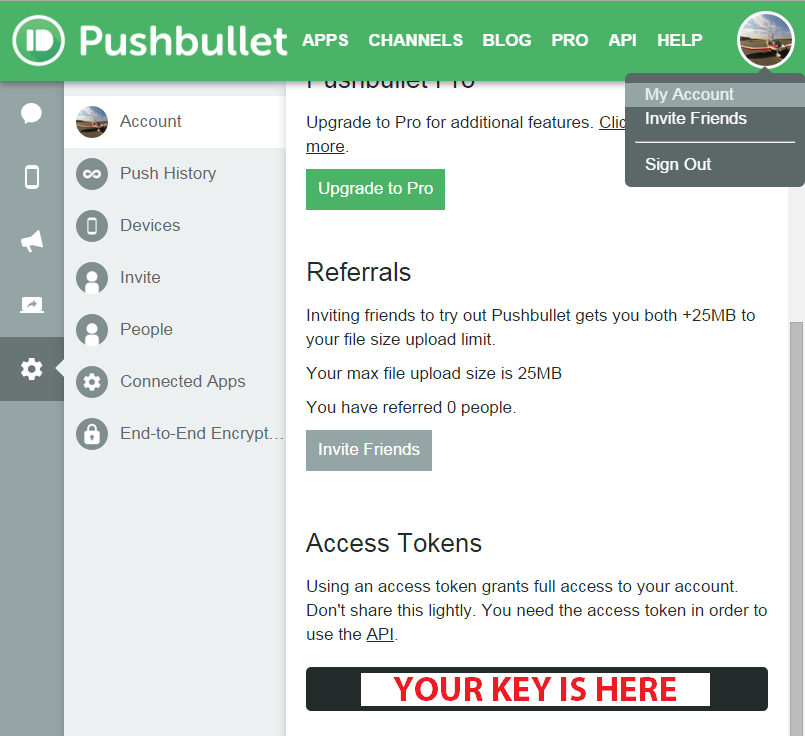 Pushbullet APPS CHANNELS BLOG PRO API HELP
My Account
Invite Friends
Sign Out
Account
Push History
Devices
Invite
People
Connected Apps
End-to-End Encrypt...
Pushbullet Pro
Upgrade to Pro for additional features. Clic
more.
Upgrade to Pro
Referrals
Inviting friends to try out Pushbullet gets you both +25MB to
your file size upload limit.
Your max file upload size is 25MB
You have referred 0 people.
Invite Friends
Access Tokens
Using an access token grants full access to your account.
Don't share this lightly. You need the access token in order to
use the API.
YOUR KEY IS HERE